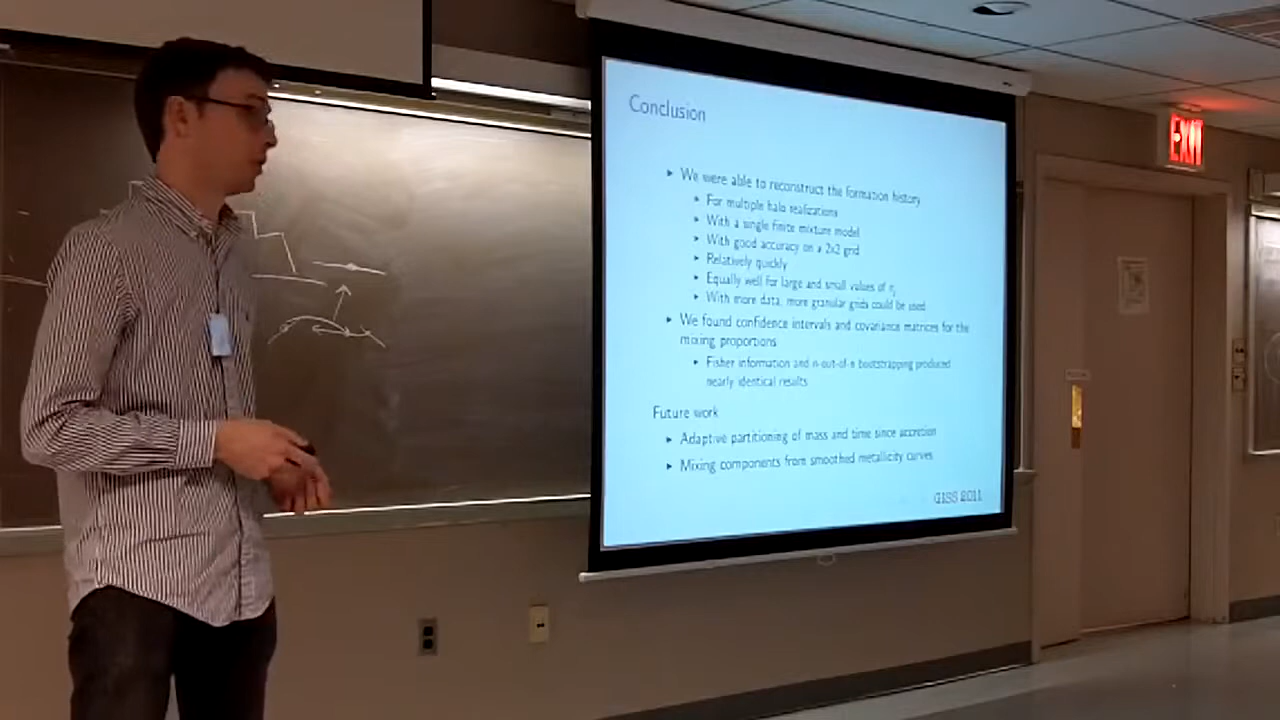 Conclusion
We were able to reconstruct the formation history
For multiple halo realizations
With a single finite mixture model
With good accuracy on a 2x2 grid
Relatively quickly
Equally well for large and small values of πj
With more data, more granular grids could be used
We found confidence intervals and covariance matrices for the
mixing proportions
Fisher information and n-out-of-n bootstrapping produced
nearly identical results
Future work
Adaptive partitioning of mass and time since accretion
Mixing components from smoothed metallicity curves
GISS 2011
EXIT